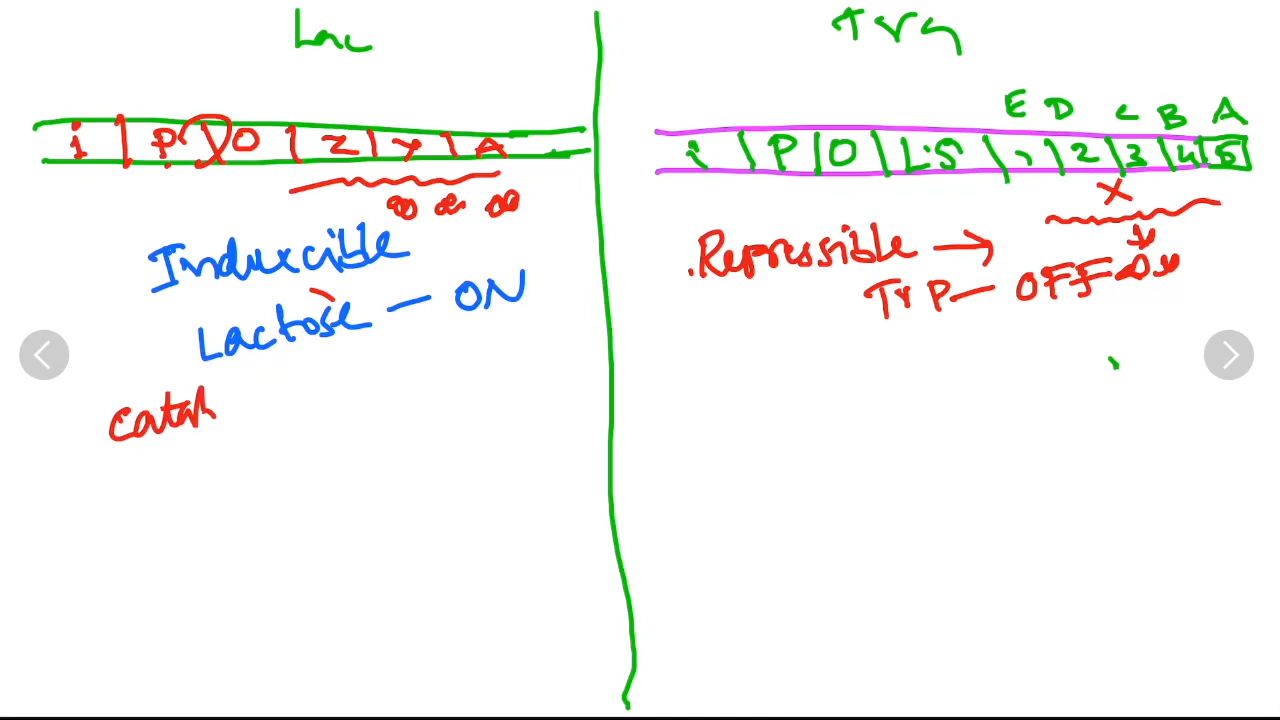 Lac
i P O Z Y A
Inducible
Lactose - ON
Catab
Trp
E D C B A
i P O L.S 1 2 3 4 5
X
Repressible →
Trp - OFF